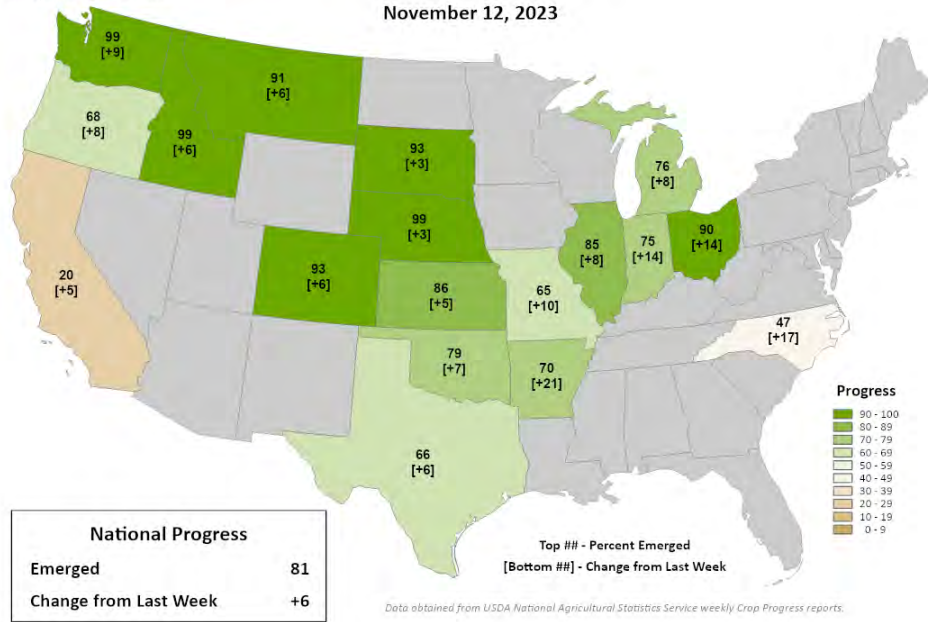 November 12, 2023
99
[+9]
91
[+6]
68
[+8]
99
[+6]
93
[+3]
76
[+8]
99
[+3]
90
[+14]
85
[+8]
75
[+14]
20
[+5]
93
[+6]
86
[+5]
65
[+10]
47
[+17]
79
[+7]
70
[+21]
66
[+6]
Progress
90 - 100
80 - 89
70 - 79
60 - 69
50 - 59
40 - 49
30 - 39
20 - 29
10 - 19
0 - 9
National Progress
Emerged 81
Change from Last Week +6
Top ## - Percent Emerged
[Bottom ##] - Change from Last Week
Data obtained from USDA National Agricultural Statistics Service weekly Crop Progress reports.